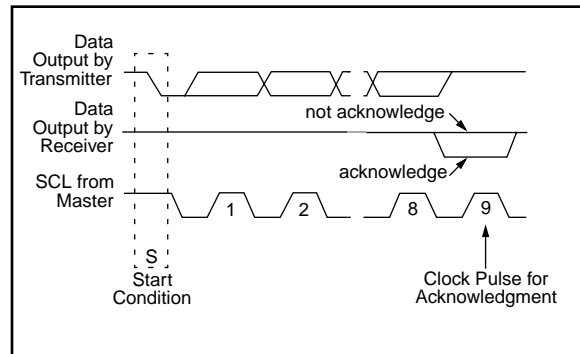 Data
Output by
Transmitter
Data
Output by
Receiver
not acknowledge
acknowledge
SCL from
Master
1
2
8
9
S
Start
Condition
Clock Pulse for
Acknowledgment